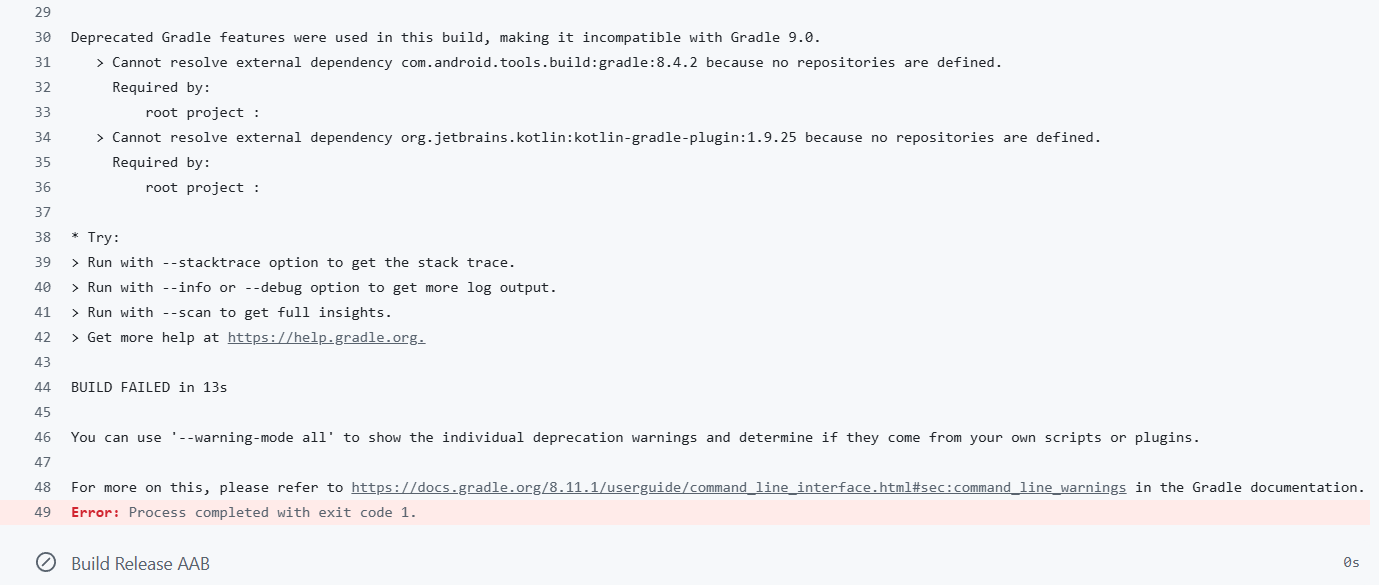 29
30 Deprecated Gradle features were used in this build, making it incompatible with Gradle 9.0.
31 > Cannot resolve external dependency com.android.tools.build:gradle:8.4.2 because no repositories are defined.
32 Required by:
33 root project :
34 > Cannot resolve external dependency org.jetbrains.kotlin:kotlin-gradle-plugin:1.9.25 because no repositories are defined.
35 Required by:
36 root project :
37
38 * Try:
39 > Run with --stacktrace option to get the stack trace.
40 > Run with --info or --debug option to get more log output.
41 > Run with --scan to get full insights.
42 > Get more help at https://help.gradle.org.
43
44 BUILD FAILED in 13s
45
46 You can use '--warning-mode all' to show the individual deprecation warnings and determine if they come from your own scripts or plugins.
47
48 For more on this, please refer to https://docs.gradle.org/8.11.1/userguide/command_line_interface.html#sec:command_line_warnings in the Gradle documentation.
49 Error: Process completed with exit code 1.
Build Release AAB 0s